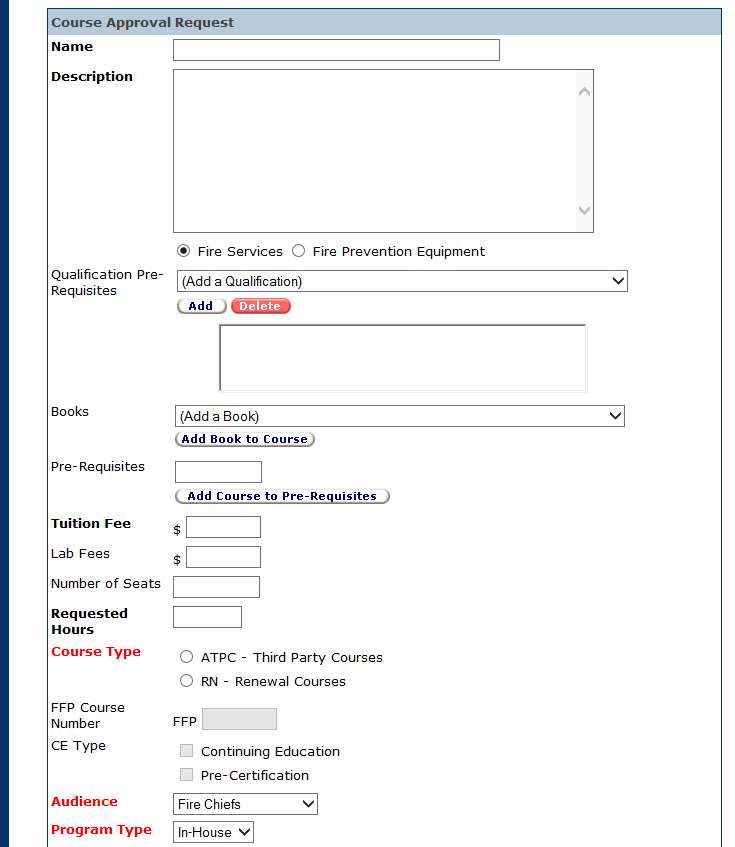 Course Approval Request
Name
Description
Fire Services Fire Prevention Equipment
Qualification Pre-
Requisites
(Add a Qualification)
Add Delete
Books
(Add a Book)
Add Book to Course
Pre-Requisites
Add Course to Pre-Requisites
Tuition Fee
$
Lab Fees
$
Number of Seats
Requested
Hours
Course Type
ATPC - Third Party Courses
RN - Renewal Courses
FFP Course
Number
FFP
CE Type
Continuing Education
Pre-Certification
Audience
Fire Chiefs
Program Type
In-House